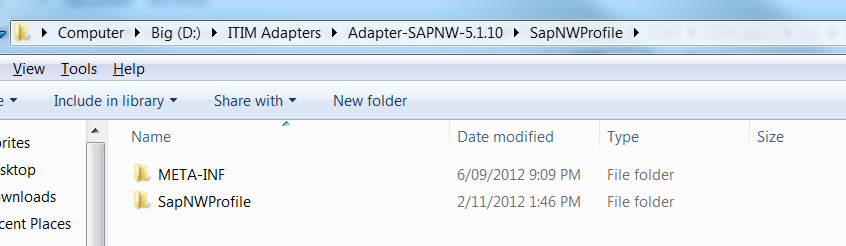 Computer Big (D:) ITIM Adapters Adapter-SAPNW-5.1.10 SapNWProfile
View Tools Help
e Include in library Share with New folder
Name Date modified Type Size
orites
META-INF 6/09/2012 9:09 PM File folder
sktop
SapNWProfile 2/11/2012 1:46 PM File folder
ownloads
cent Places